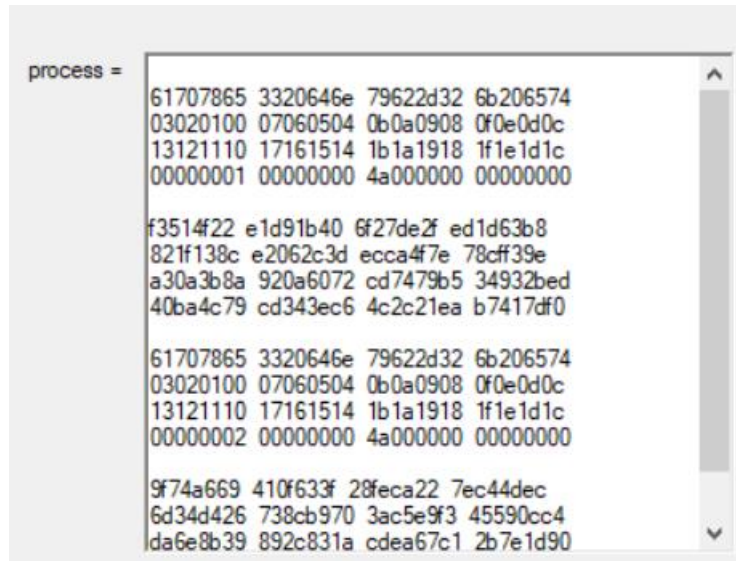 process =
61707865 3320646e 79622d32 6b206574
03020100 07060504 0b0a0908 0f0e0d0c
13121110 17161514 1b1a1918 1f1e1d1c
00000001 00000000 4a000000 00000000
f3514f22 e1d91b40 6f27de2f ed1d63b8
821f138c e2062c3d ecca4f7e 78cff39e
a30a3b8a 920a6072 cd7479b5 34932bed
40ba4c79 cd343ec6 4c2c21ea b7417df0
61707865 3320646e 79622d32 6b206574
03020100 07060504 0b0a0908 0f0e0d0c
13121110 17161514 1b1a1918 1f1e1d1c
00000002 00000000 4a000000 00000000
9f74a669 410f633f 28feca22 7ec44dec
6d34d426 738cb970 3ac5e9f3 45590cc4
da6e8b39 892c831a cdea67c1 2b7e1d90